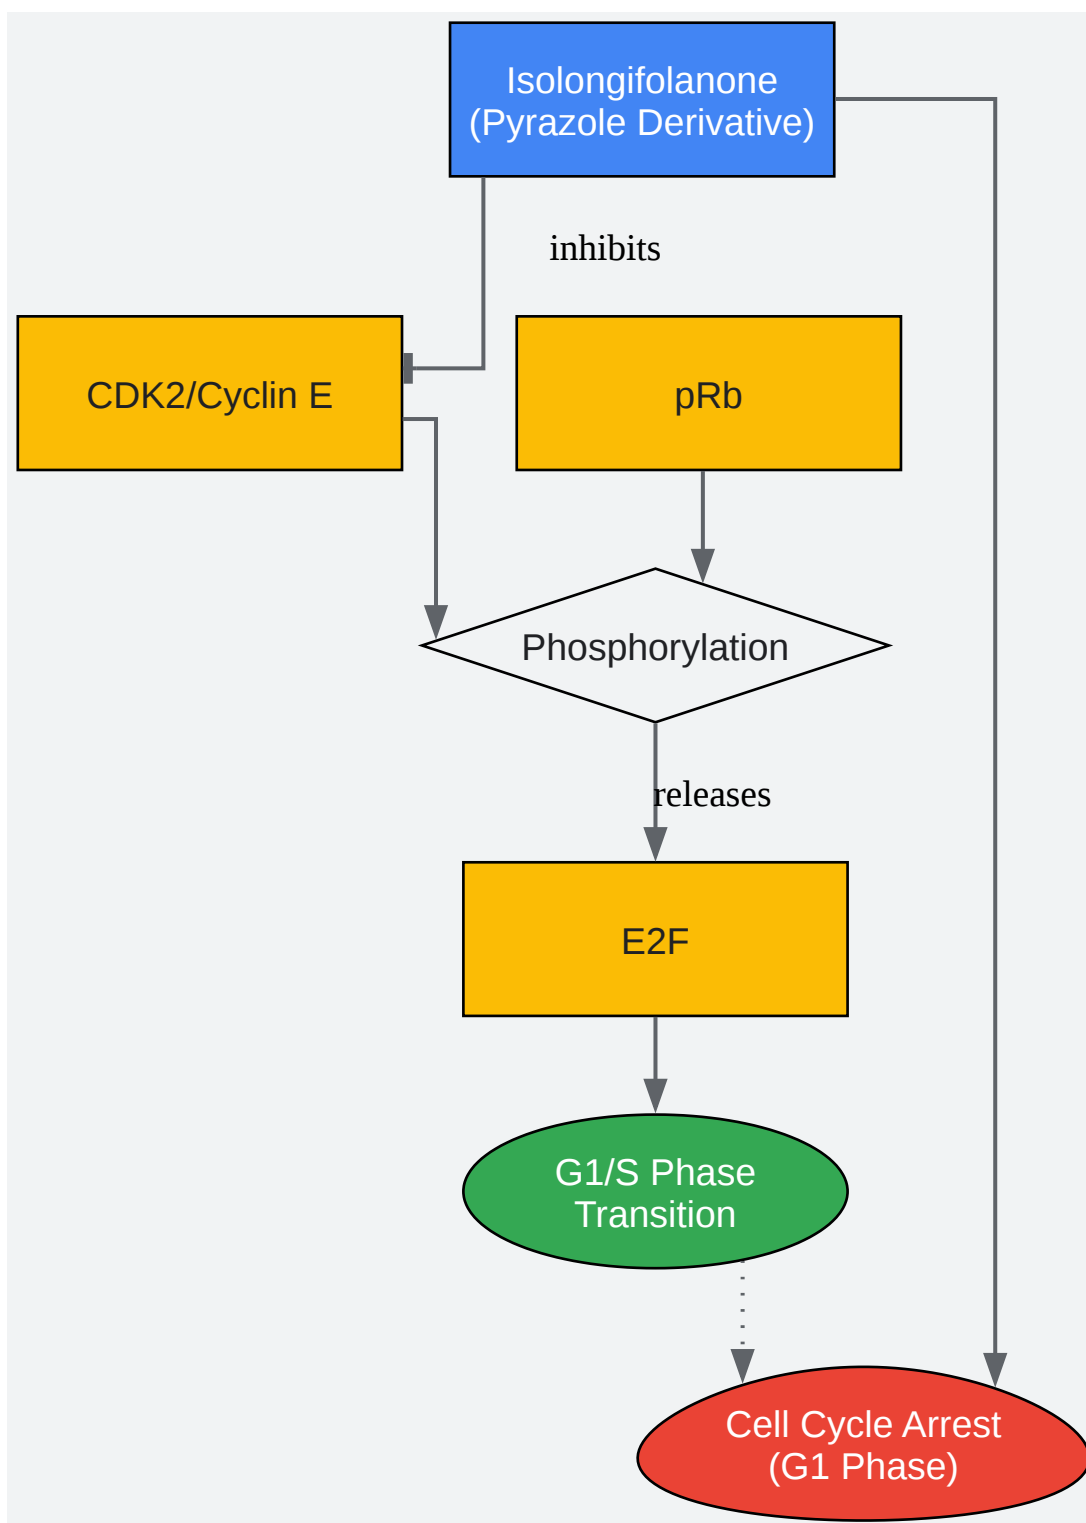 Isolongifolanone
(Pyrazole Derivative)
inhibits
CDK2/Cyclin E
pRb
Phosphorylation
releases
E2F
G1/S Phase
Transition
Cell Cycle Arrest
(G1 Phase)